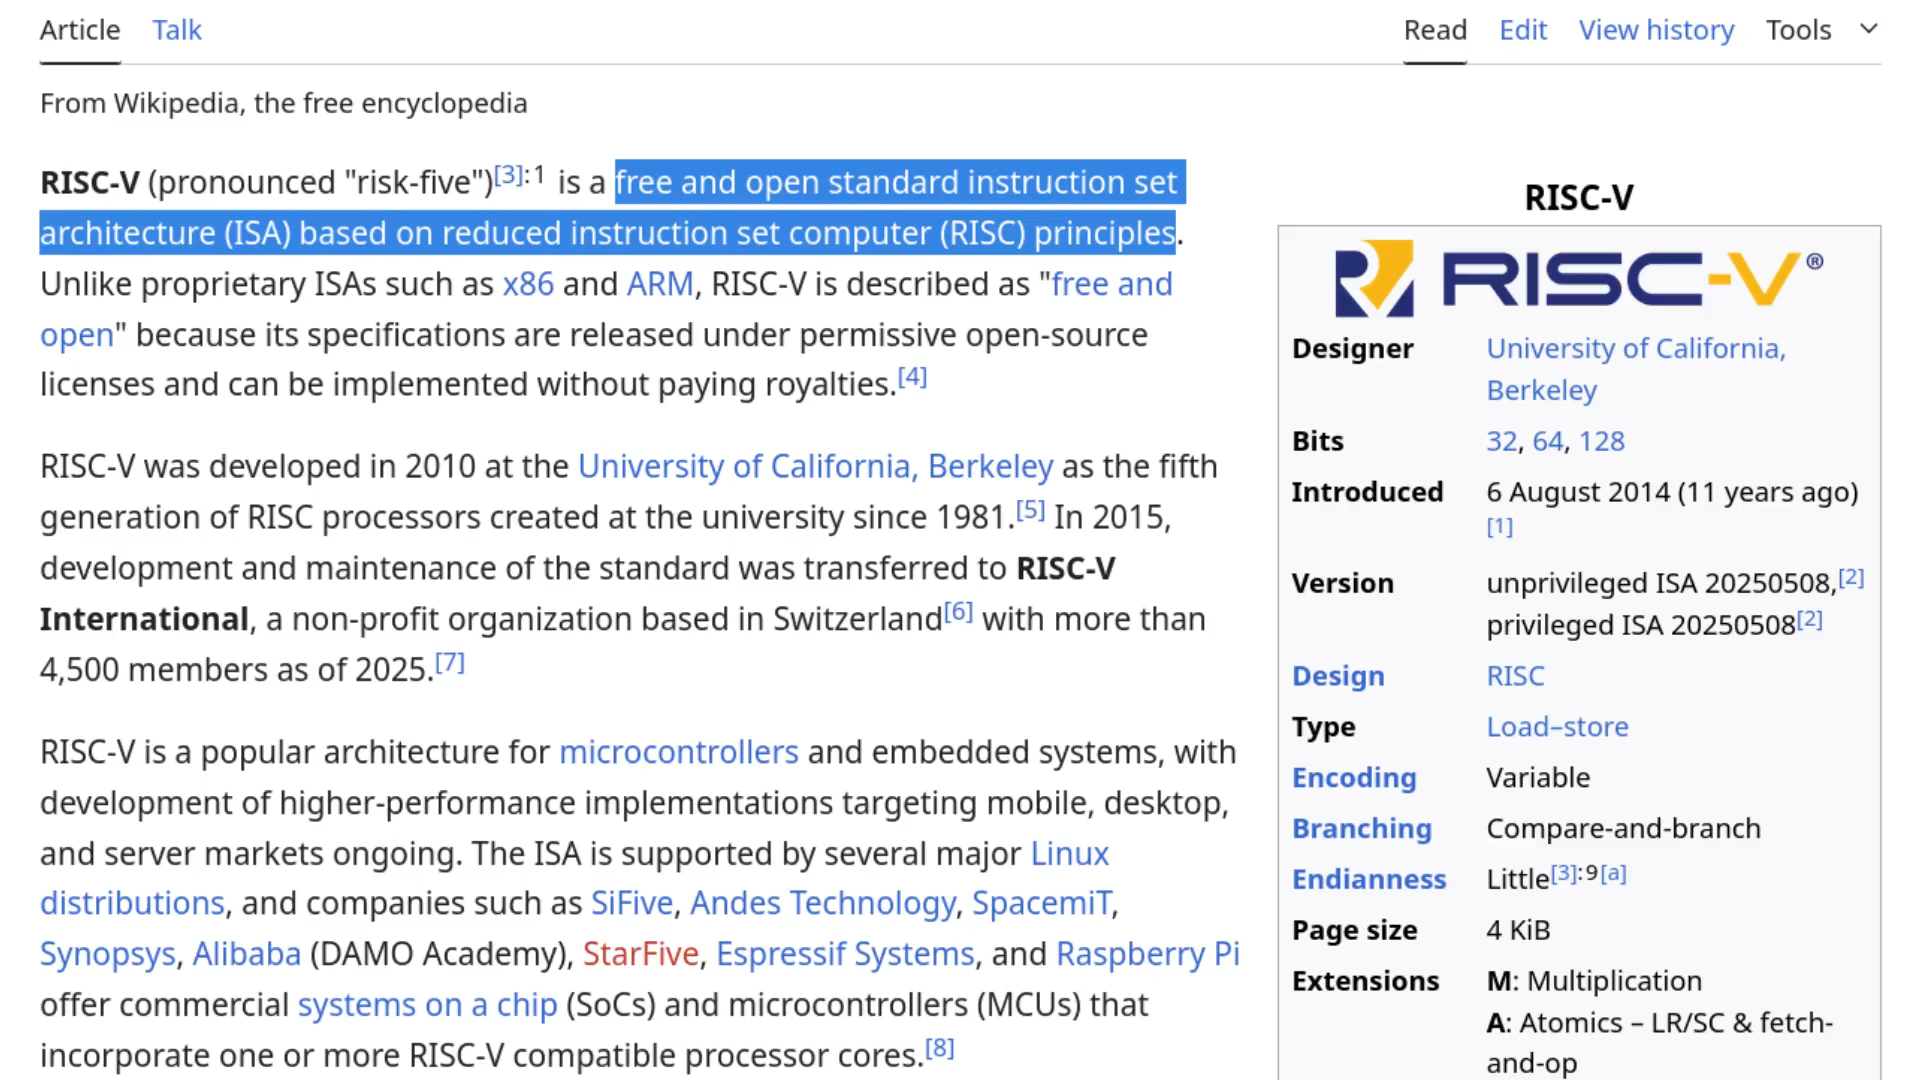 Article Talk Read Edit View history Tools
From Wikipedia, the free encyclopedia
RISC-V (pronounced "risk-five")[3]:1 is a free and open standard instruction set
architecture (ISA) based on reduced instruction set computer (RISC) principles.
Unlike proprietary ISAs such as x86 and ARM, RISC-V is described as "free and
open" because its specifications are released under permissive open-source
licenses and can be implemented without paying royalties.[4]
RISC-V was developed in 2010 at the University of California, Berkeley as the fifth
generation of RISC processors created at the university since 1981.[5] In 2015,
development and maintenance of the standard was transferred to RISC-V
International, a non-profit organization based in Switzerland[6] with more than
4,500 members as of 2025.[7]
RISC-V is a popular architecture for microcontrollers and embedded systems, with
development of higher-performance implementations targeting mobile, desktop,
and server markets ongoing. The ISA is supported by several major Linux
distributions, and companies such as SiFive, Andes Technology, SpacemiT,
Synopsys, Alibaba (DAMO Academy), StarFive, Espressif Systems, and Raspberry Pi
offer commercial systems on a chip (SoCs) and microcontrollers (MCUs) that
incorporate one or more RISC-V compatible processor cores.[8]
RISC-V
RISC-V®
Designer University of California,
Berkeley
Bits 32, 64, 128
Introduced 6 August 2014 (11 years ago)
[1]
Version unprivileged ISA 20250508,[2]
privileged ISA 20250508[2]
Design RISC
Type Load–store
Encoding Variable
Branching Compare-and-branch
Endianness Little[3]:9[a]
Page size 4 KiB
Extensions M: Multiplication
A: Atomics – LR/SC & fetch-
and-op